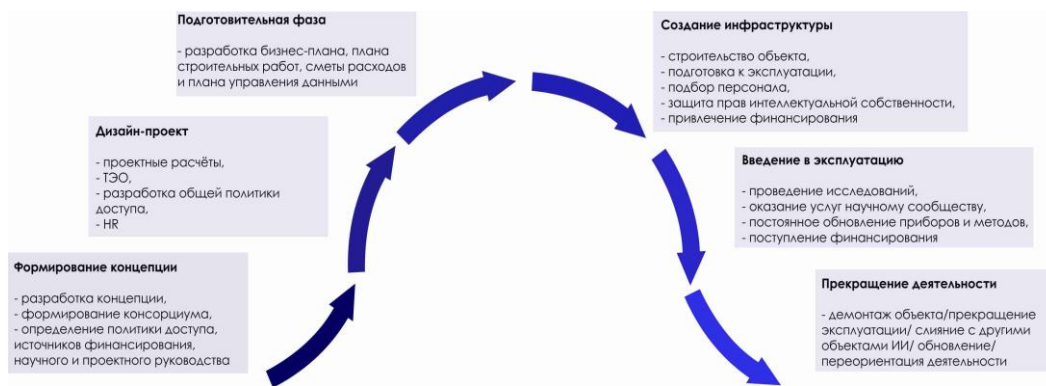 Формирование концепции
- разработка концепции,
- формирование консорциума,
- определение политики доступа,
источников финансирования,
научного и проектного руководства
Дизайн-проект
- проектные расчёты,
- ТЭО,
- разработка общей политики
доступа,
- HR
Подготовительная фаза
- разработка бизнес-плана, плана
строительных работ, сметы расходов
и плана управления данными
Создание инфраструктуры
- строительство объекта,
- подготовка к эксплуатации,
- подбор персонала,
- защита прав интеллектуальной собственности,
- привлечение финансирования
Введение в эксплуатацию
- проведение исследований,
- оказание услуг научному сообществу,
- постоянное обновление приборов и методов,
- поступление финансирования
Прекращение деятельности
- демонтаж объекта/прекращение
эксплуатации/ слияние с другими
объектами ИИ/ обновление/
переориентация деятельности